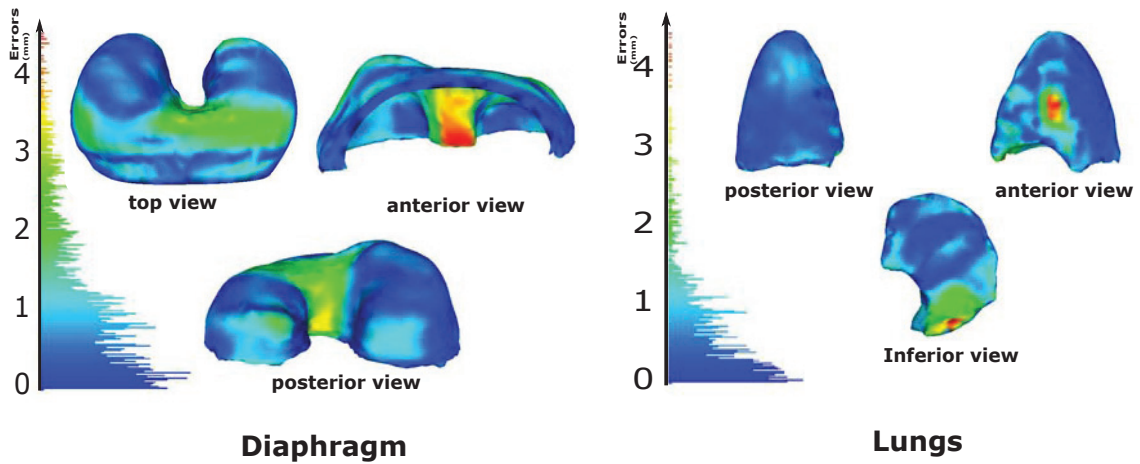 Errors
(mm)
4
3
2
1
0
top view
anterior view
posterior view
Diaphragm
Errors
(mm)
4
3
2
1
0
posterior view
anterior view
Inferior view
Lungs